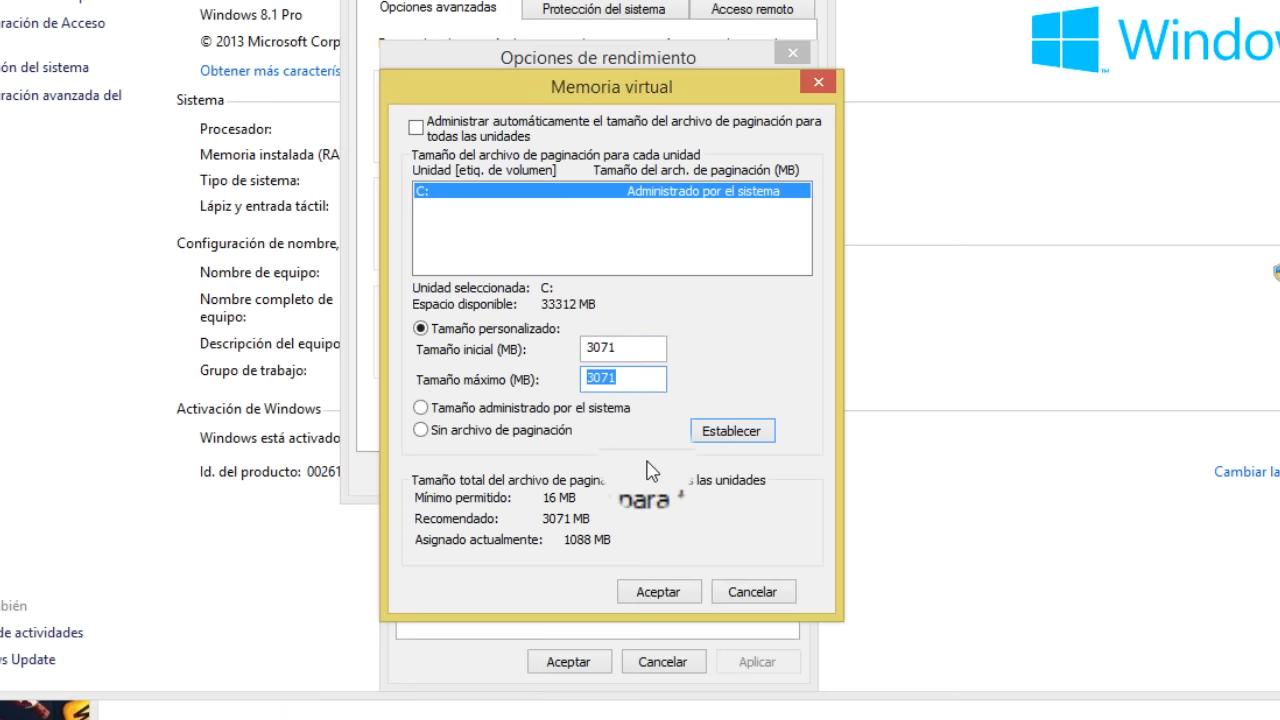 Opciones avanzadas
Protección del sistema
Acceso remoto
ración de Acceso
Windows 8.1 Pro
© 2013 Microsoft Corp
ón del sistema
Obtener más caracterís
ración avanzada del
Windo
Opciones de rendimiento
Memoria virtual
Sistema
Procesador:
Memoria instalada (RA
Tipo de sistema:
Lápiz y entrada táctil:
Configuración de nombre,
Nombre de equipo:
Nombre completo de
equipo:
Descripción del equipo
Grupo de trabajo:
Activación de Windows
Windows está activado
Id. del producto: 00261
Cambiar la
Administrar automáticamente el tamaño del archivo de paginación para
todas las unidades
Tamaño del archivo de paginación para cada unidad
Unidad [etiq. de volumen] Tamaño del arch. de paginación (MB)
C: Administrado por el sistema
Unidad seleccionada: C:
Espacio disponible: 33312 MB
Tamaño personalizado:
Tamaño inicial (MB): 3071
Tamaño máximo (MB): 3071
Tamaño administrado por el sistema
Sin archivo de paginación
Establecer
Tamaño total del archivo de pagina las unidades
para
Mínimo permitido: 16 MB
Recomendado: 3071 MB
Asignado actualmente: 1088 MB
Aceptar Cancelar
Aceptar Cancelar Aplicar
bién
de actividades
s Update